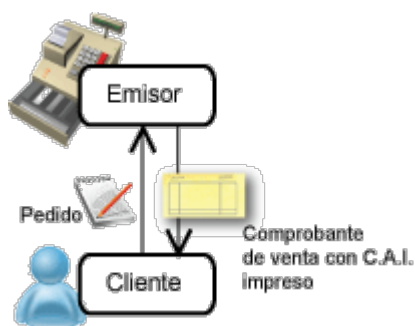 Emisor
Pedido
Comprobante
de venta con C.A.I.
impreso
Cliente